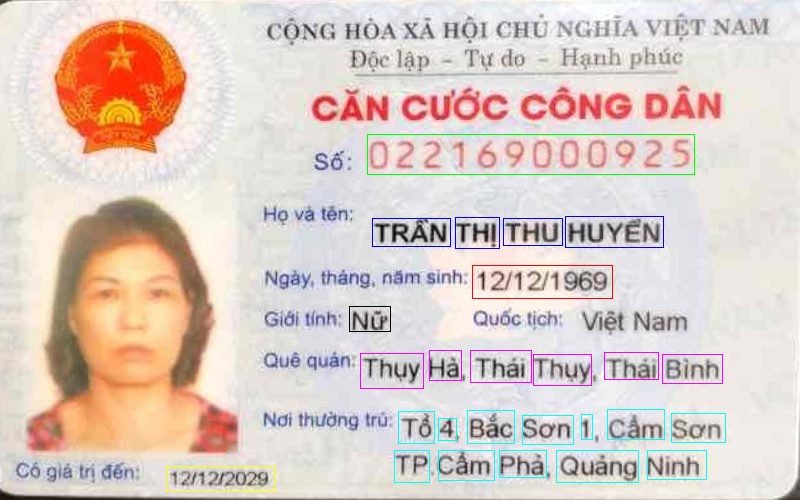 CỘNG HÒA XÃ HỘI CHỦ NGHĨA VIỆT NAM
Độc lập - Tự do - Hạnh phúc
CĂN CƯỚC CÔNG DÂN
Số: 022169000925
Họ và tên: TRẦN THỊ THU HUYỀN
Ngày, tháng, năm sinh: 12/12/1969
Giới tính: Nữ Quốc tịch: Việt Nam
Quê quán: Thụy Hà, Thái Thụy, Thái Bình
Nơi thường trú: Tổ 4, Bắc Sơn 1, Cẩm Sơn
TP.Cẩm Phả, Quảng Ninh
Có giá trị đến: 12/12/2029